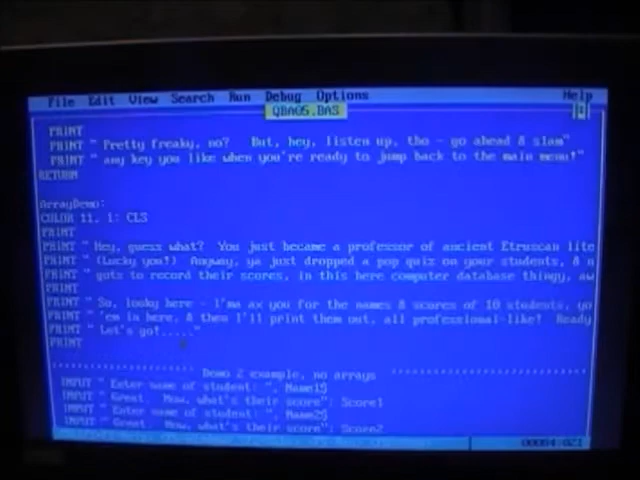 File Edit View Search Run Debug Options Help
QBA05.BAS
PRINT
PRINT " Pretty freaky, no? But, hey, listen up, tho - go ahead & slam"
PRINT " any key you like when you're ready to jump back to the main menu!"
RETURN
ArrayDemo:
COLOR 11, 1: CLS
PRINT
PRINT " Hey, guess what? You just became a professor of ancient Etruscan lite
PRINT " (Lucky you!) Anyway, ya just dropped a pop quiz on your students, & n
PRINT " gots to record their scores, in this here computer database thingy, aw
PRINT
PRINT " So, looky here - I'ma ax you for the names & scores of 10 students, yo
PRINT " 'em in here, & then I'll print them out, all professional-like! Ready
PRINT " Let's go!....."
PRINT
Demo 2 example, no arrays
INPUT " Enter name of student: ", Name1$
INPUT " Great. Now, what's their score"; Score1
INPUT " Enter name of student: ", Name2$
INPUT " Great. Now, what's their score"; Score2
00084:021